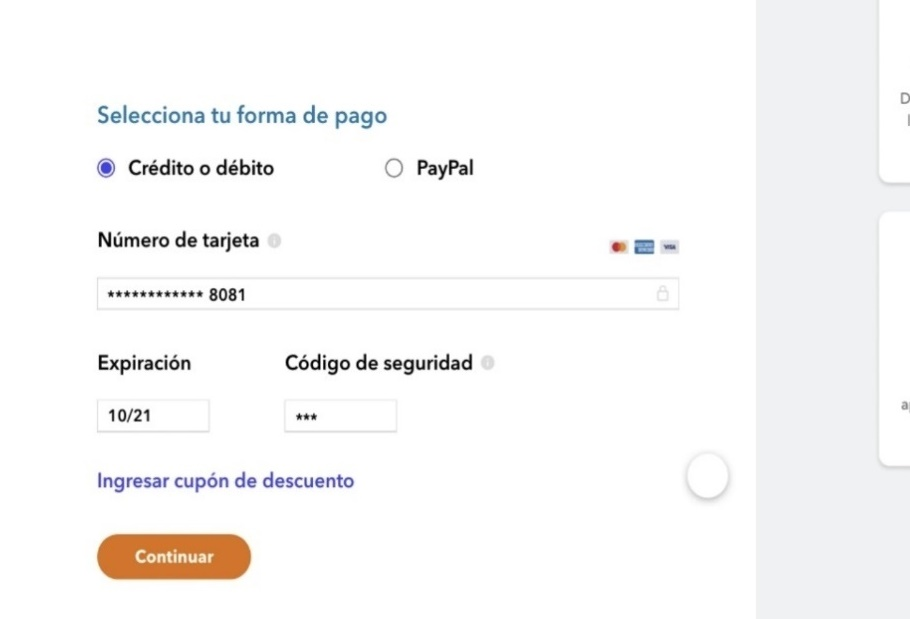 Selecciona tu forma de pago
Crédito o débito
PayPal
Número de tarjeta
VISA
************ 8081
Expiración
Código de seguridad
10/21
***
Ingresar cupón de descuento
Continuar